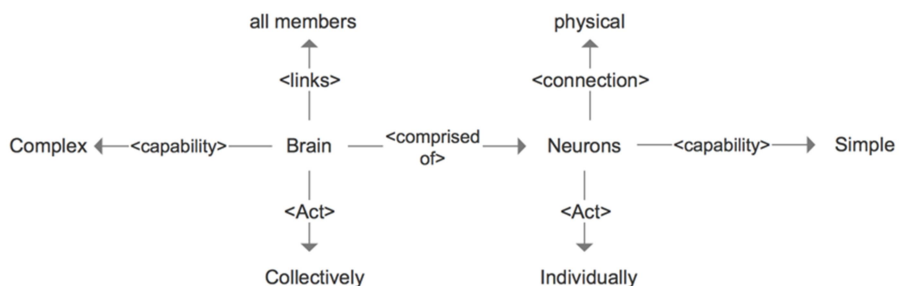 all members
physical
<links>
<connection>
Complex <capability> Brain <comprised of> Neurons <capability> Simple
<Act>
<Act>
Collectively
Individually